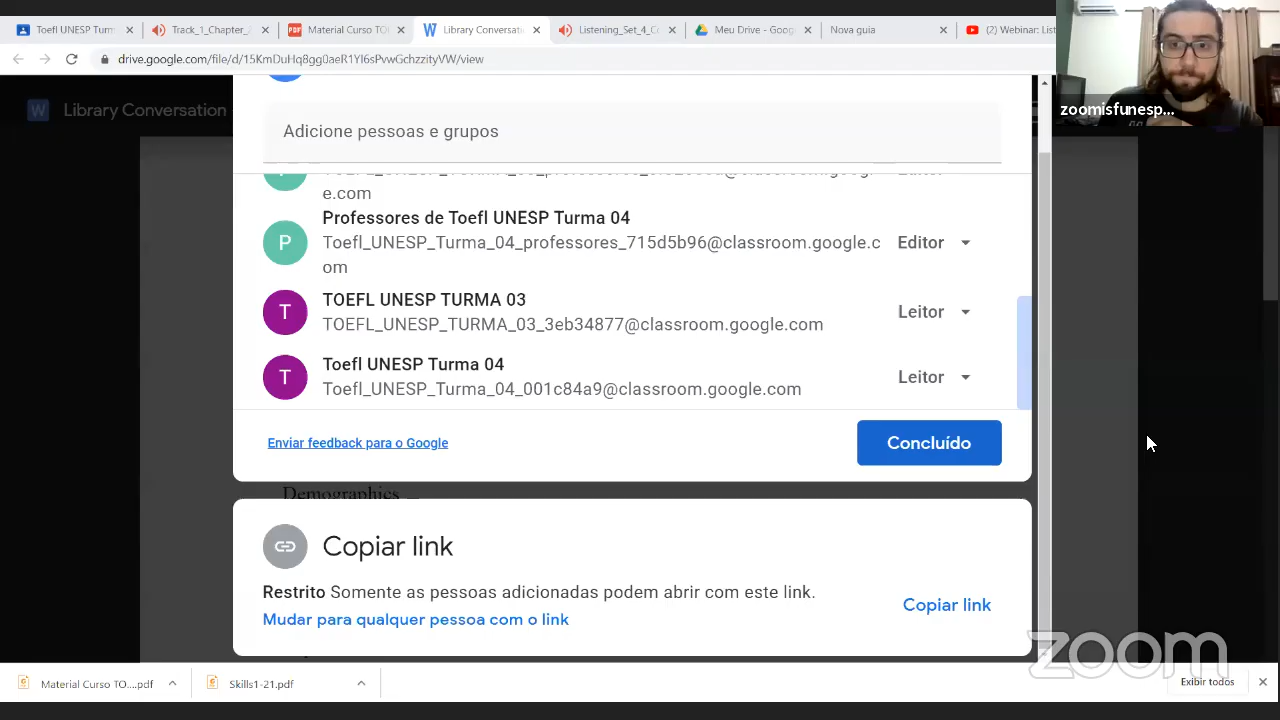 Toefl UNESP Turm
Track_1_Chapter_
Material Curso T
Library Conversatio
Listening_Set_4_C
Meu Drive - Goog
Nova guia
(2) Webinar: List
drive.google.com/file/d/15KmDuHq8gg0aeR1Yl6sPvwGchzzityVW/view
Library Conversation
zoomisfunesp...
Adicione pessoas e grupos
e.com
Professores de Toefl UNESP Turma 04
Toefl_UNESP_Turma_04_professores_715d5b96@classroom.google.c
om
Editor
TOEFL UNESP TURMA 03
TOEFL_UNESP_TURMA_03_3eb34877@classroom.google.com
Leitor
Toefl UNESP Turma 04
Toefl_UNESP_Turma_04_001c84a9@classroom.google.com
Leitor
Enviar feedback para o Google
Concluído
Demographics
Copiar link
Restrito Somente as pessoas adicionadas podem abrir com este link.
Mudar para qualquer pessoa com o link
Copiar link
zoom
Material Curso TO....pdf
Skills1-21.pdf
Exibir todos